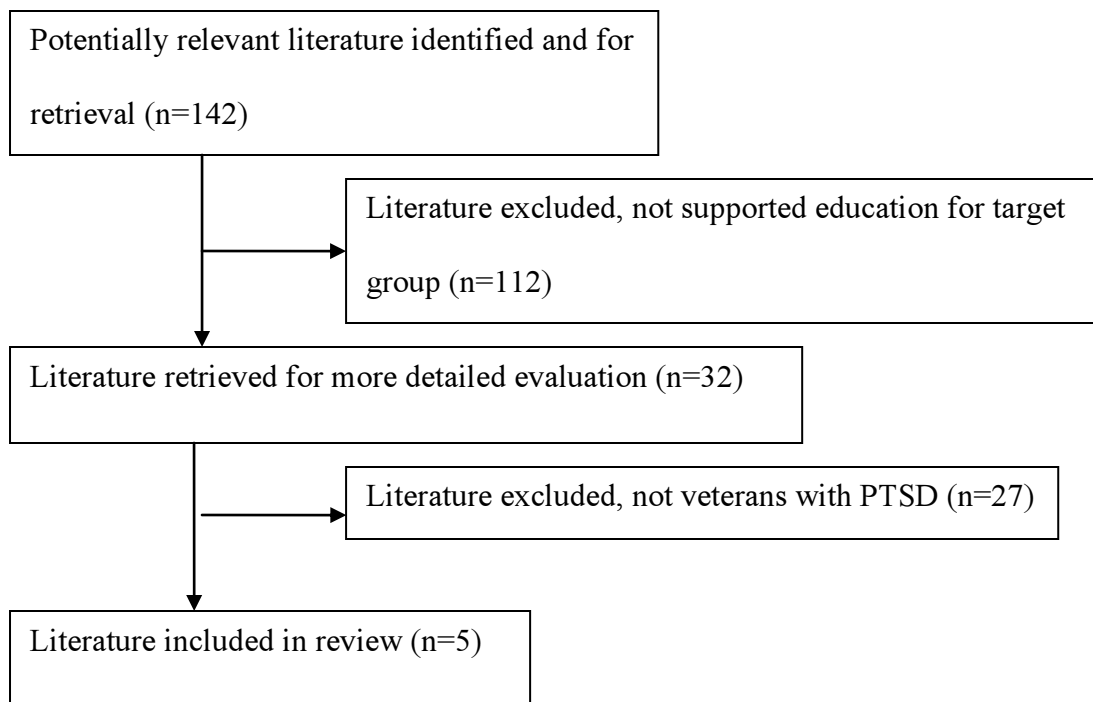 Potentially relevant literature identified and for
retrieval (n=142)
Literature excluded, not supported education for target
group (n=112)
Literature retrieved for more detailed evaluation (n=32)
Literature excluded, not veterans with PTSD (n=27)
Literature included in review (n=5)